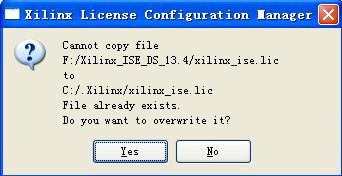 Xilinx License Configuration Manager
Cannot copy file
F:/Xilinx_ISE_DS_13.4/xilinx_ise.lic
to
C:/.Xilinx/xilinx_ise.lic
File already exists.
Do you want to overwrite it?
Yes No